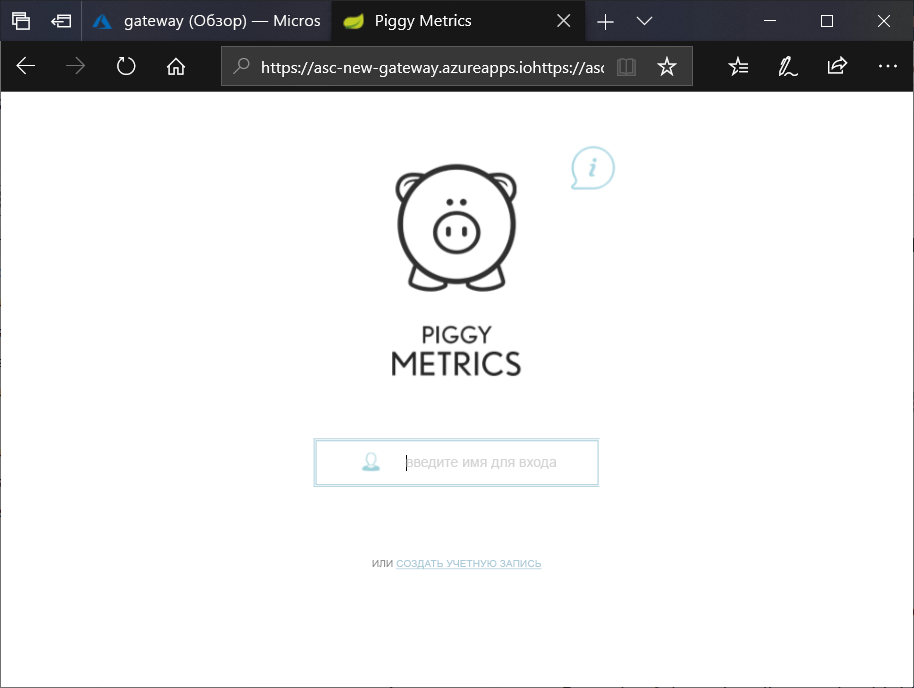 gateway (Обзор) — Micros
Piggy Metrics
https://asc-new-gateway.azureapps.iohttps://asc
i
PIGGY
METRICS
введите имя для входа
ИЛИ СОЗДАТЬ УЧЕТНУЮ ЗАПИСЬ